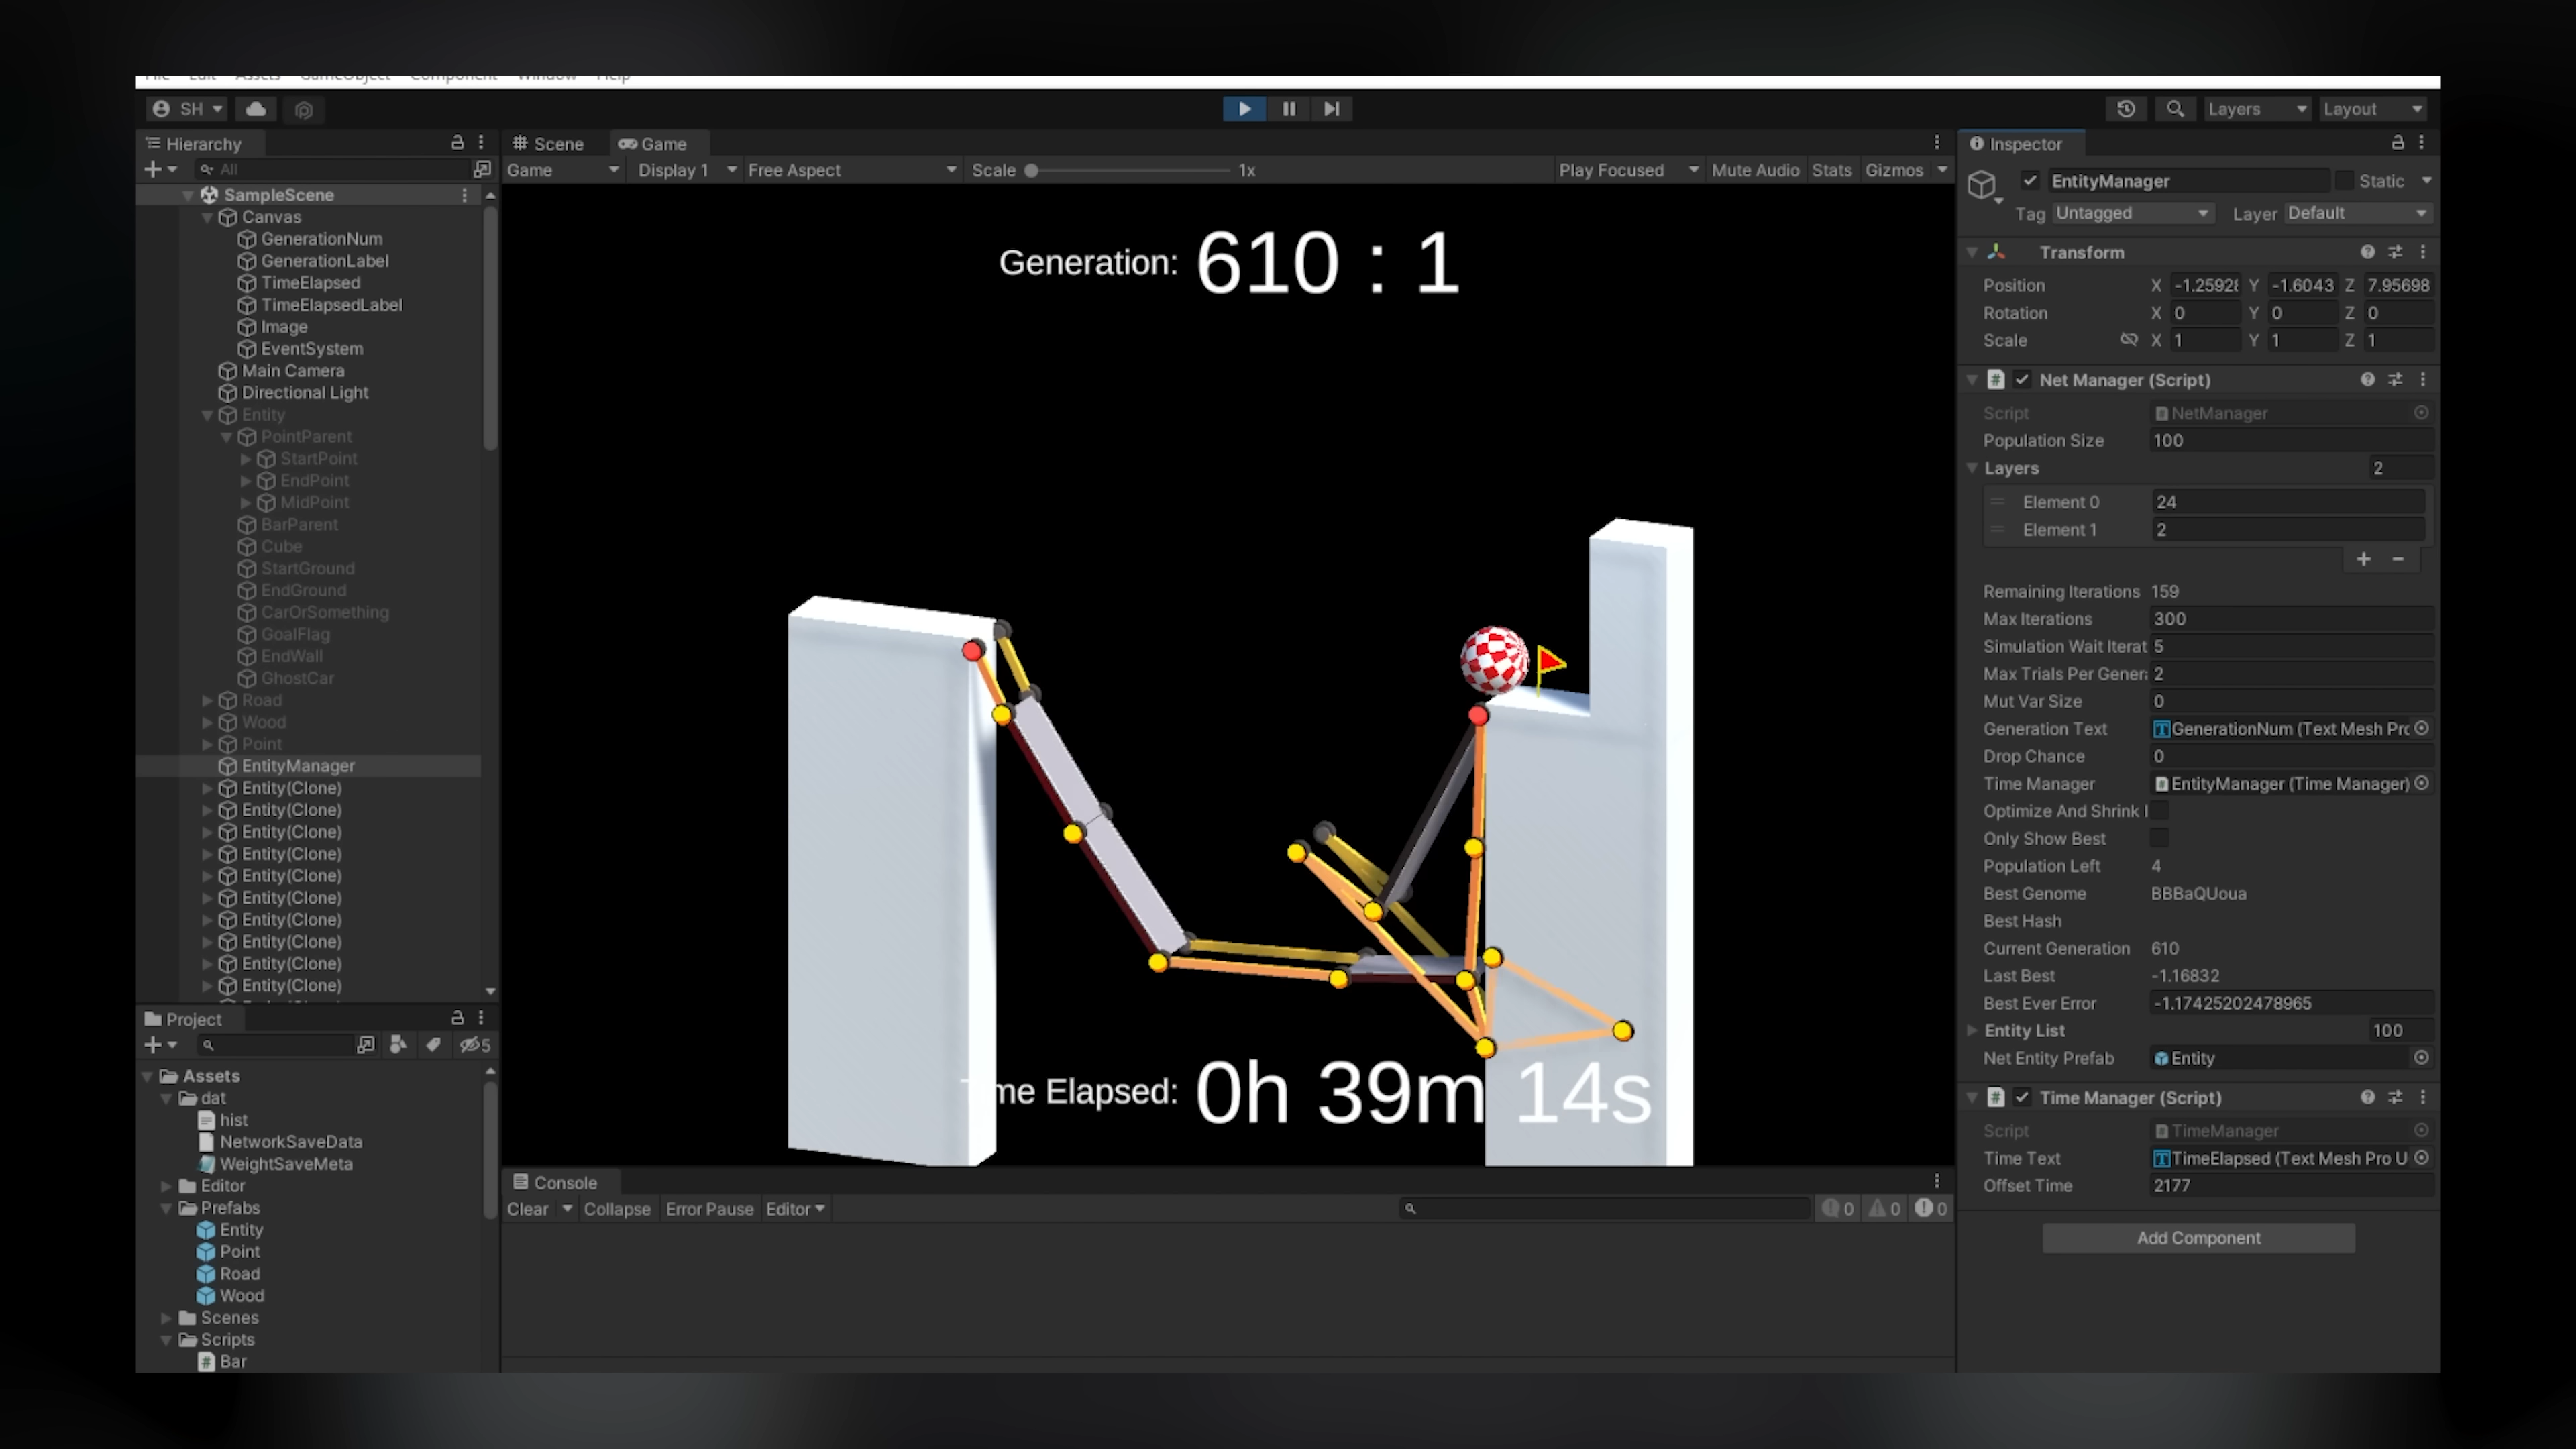 File Edit Assets GameObject Component Window Help
SH
Layers
Layout
Hierarchy
All
SampleScene
Canvas
GenerationNum
GenerationLabel
TimeElapsed
TimeElapsedLabel
Image
EventSystem
Main Camera
Directional Light
Entity
PointParent
StartPoint
EndPoint
MidPoint
BarParent
Cube
StartGround
EndGround
CarOrSomething
GoalFlag
EndWall
GhostCar
Road
Wood
Point
EntityManager
Entity(Clone)
Entity(Clone)
Entity(Clone)
Entity(Clone)
Entity(Clone)
Entity(Clone)
Entity(Clone)
Entity(Clone)
Entity(Clone)
Entity(Clone)
Project
5
Assets
dat
hist
NetworkSaveData
WeightSaveMeta
Editor
Prefabs
Entity
Point
Road
Wood
Scenes
Scripts
Bar
Scene Game
Game Display 1 Free Aspect Scale 1x Play Focused Mute Audio Stats Gizmos
Generation: 610 : 1
Time Elapsed: 0h 39m 14s
Console
Clear Collapse Error Pause Editor 0 0 0
Inspector
EntityManager Static
Tag Untagged Layer Default
Transform
Position X -1.25928 Y -1.6043 Z 7.95698
Rotation X 0 Y 0 Z 0
Scale X 1 Y 1 Z 1
# Net Manager (Script)
Script NetManager
Population Size 100
Layers 2
Element 0 24
Element 1 2
+ −
Remaining Iterations 159
Max Iterations 300
Simulation Wait Iterat 5
Max Trials Per Gener 2
Mut Var Size 0
Generation Text GenerationNum (Text Mesh Pro
Drop Chance 0
Time Manager EntityManager (Time Manager)
Optimize And Shrink
Only Show Best
Population Left 4
Best Genome BBBaQUoua
Best Hash
Current Generation 610
Last Best -1.16832
Best Ever Error -1.17425202478965
Entity List 100
Net Entity Prefab Entity
# Time Manager (Script)
Script TimeManager
Time Text TimeElapsed (Text Mesh Pro U
Offset Time 2177
Add Component